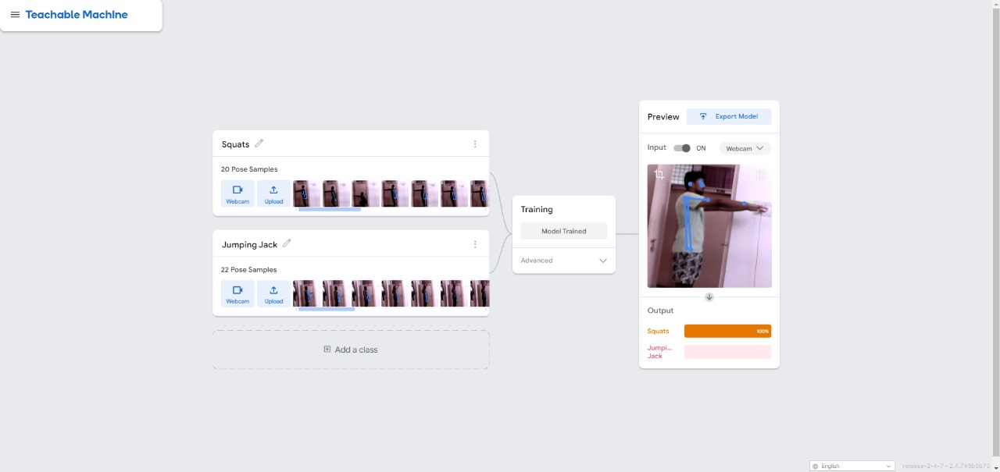 Teachable Machine
Squats
20 Pose Samples
Webcam
Upload
Jumping Jack
22 Pose Samples
Webcam
Upload
Add a class
Training
Model Trained
Advanced
Preview
Export Model
Input
ON
Webcam
Output
Squats
100%
Jumpi...
Jack
English
release-2-4-7 - 2.4.7#5b5b73